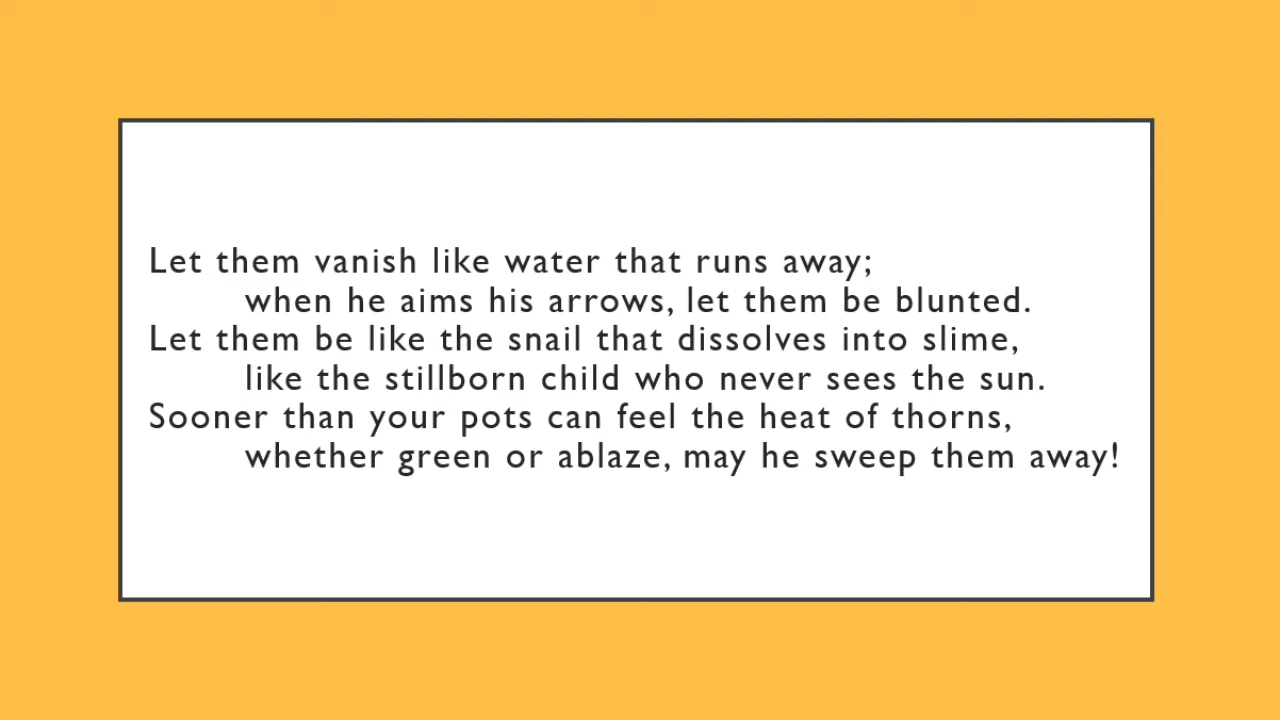 Let them vanish like water that runs away;
when he aims his arrows, let them be blunted.
Let them be like the snail that dissolves into slime,
like the stillborn child who never sees the sun.
Sooner than your pots can feel the heat of thorns,
whether green or ablaze, may he sweep them away!